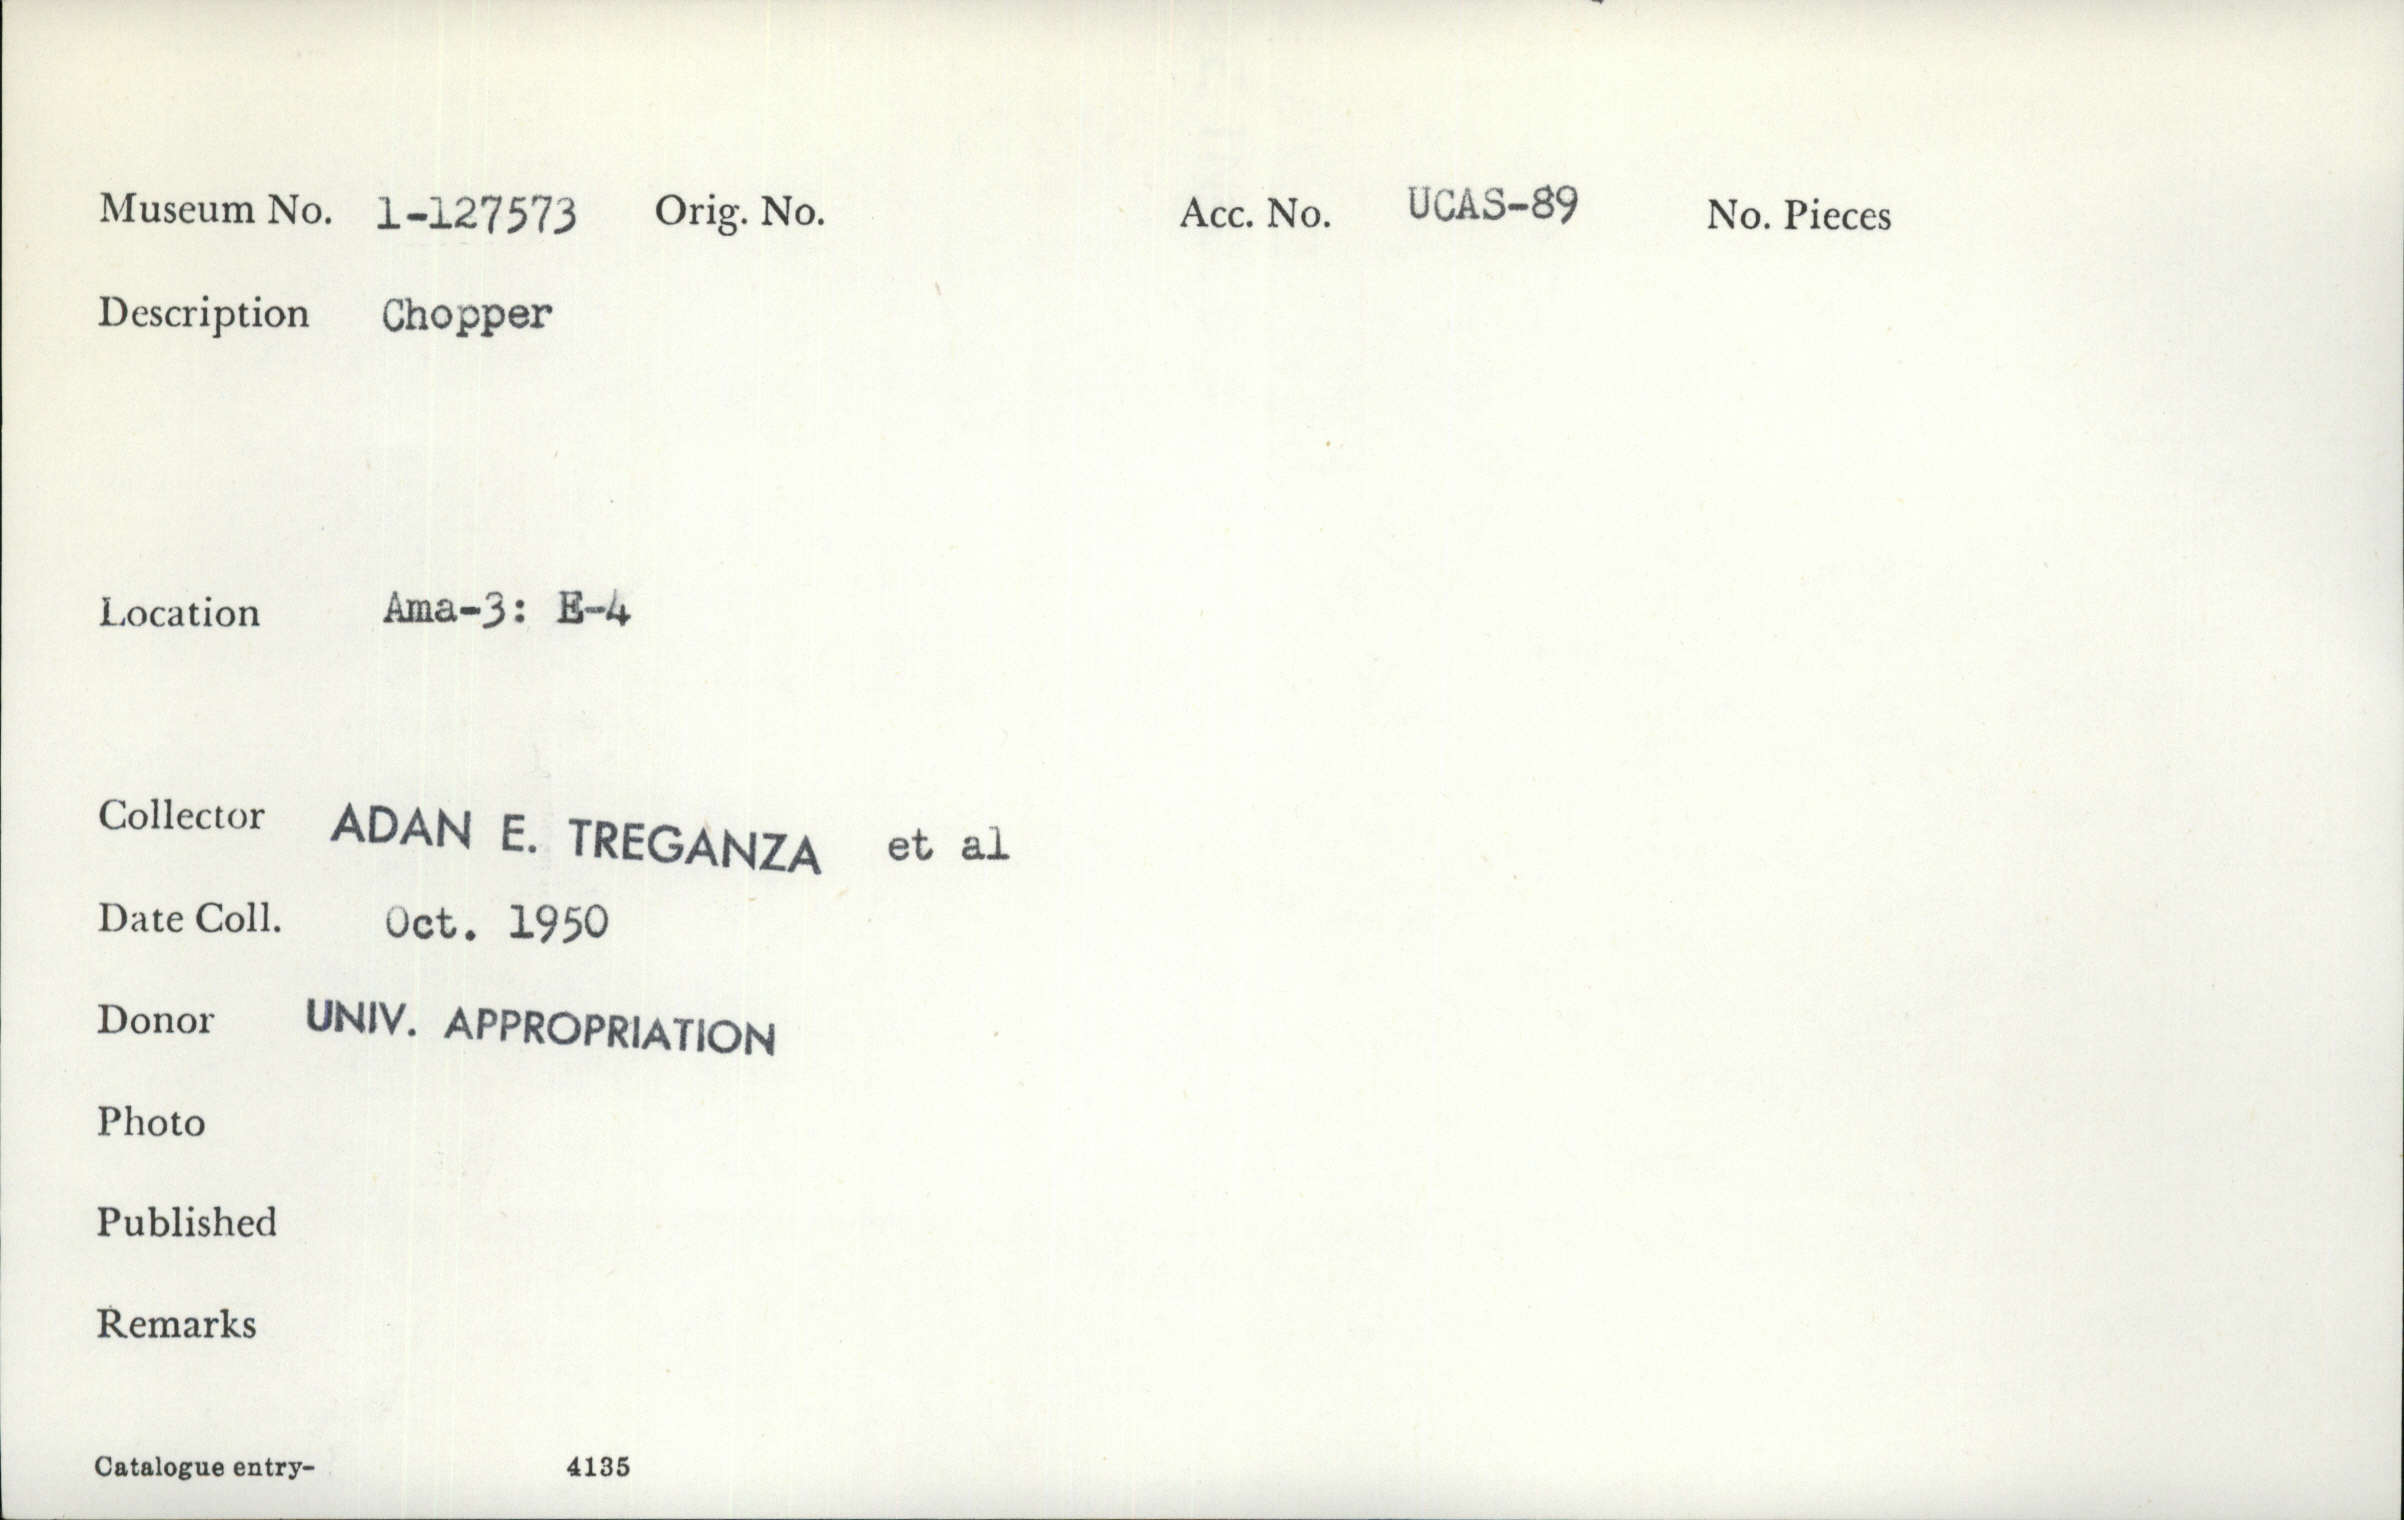 Museum No. 1-127573 Orig. No. Acc. No. UCAS-89 No. Pieces
Description Chopper
Location Ama-3: E-4
Collector ADAN E. TREGANZA et al
Date Coll. Oct. 1950
Donor UNIV. APPROPRIATION
Photo
Published
Remarks
Catalogue entry- 4135